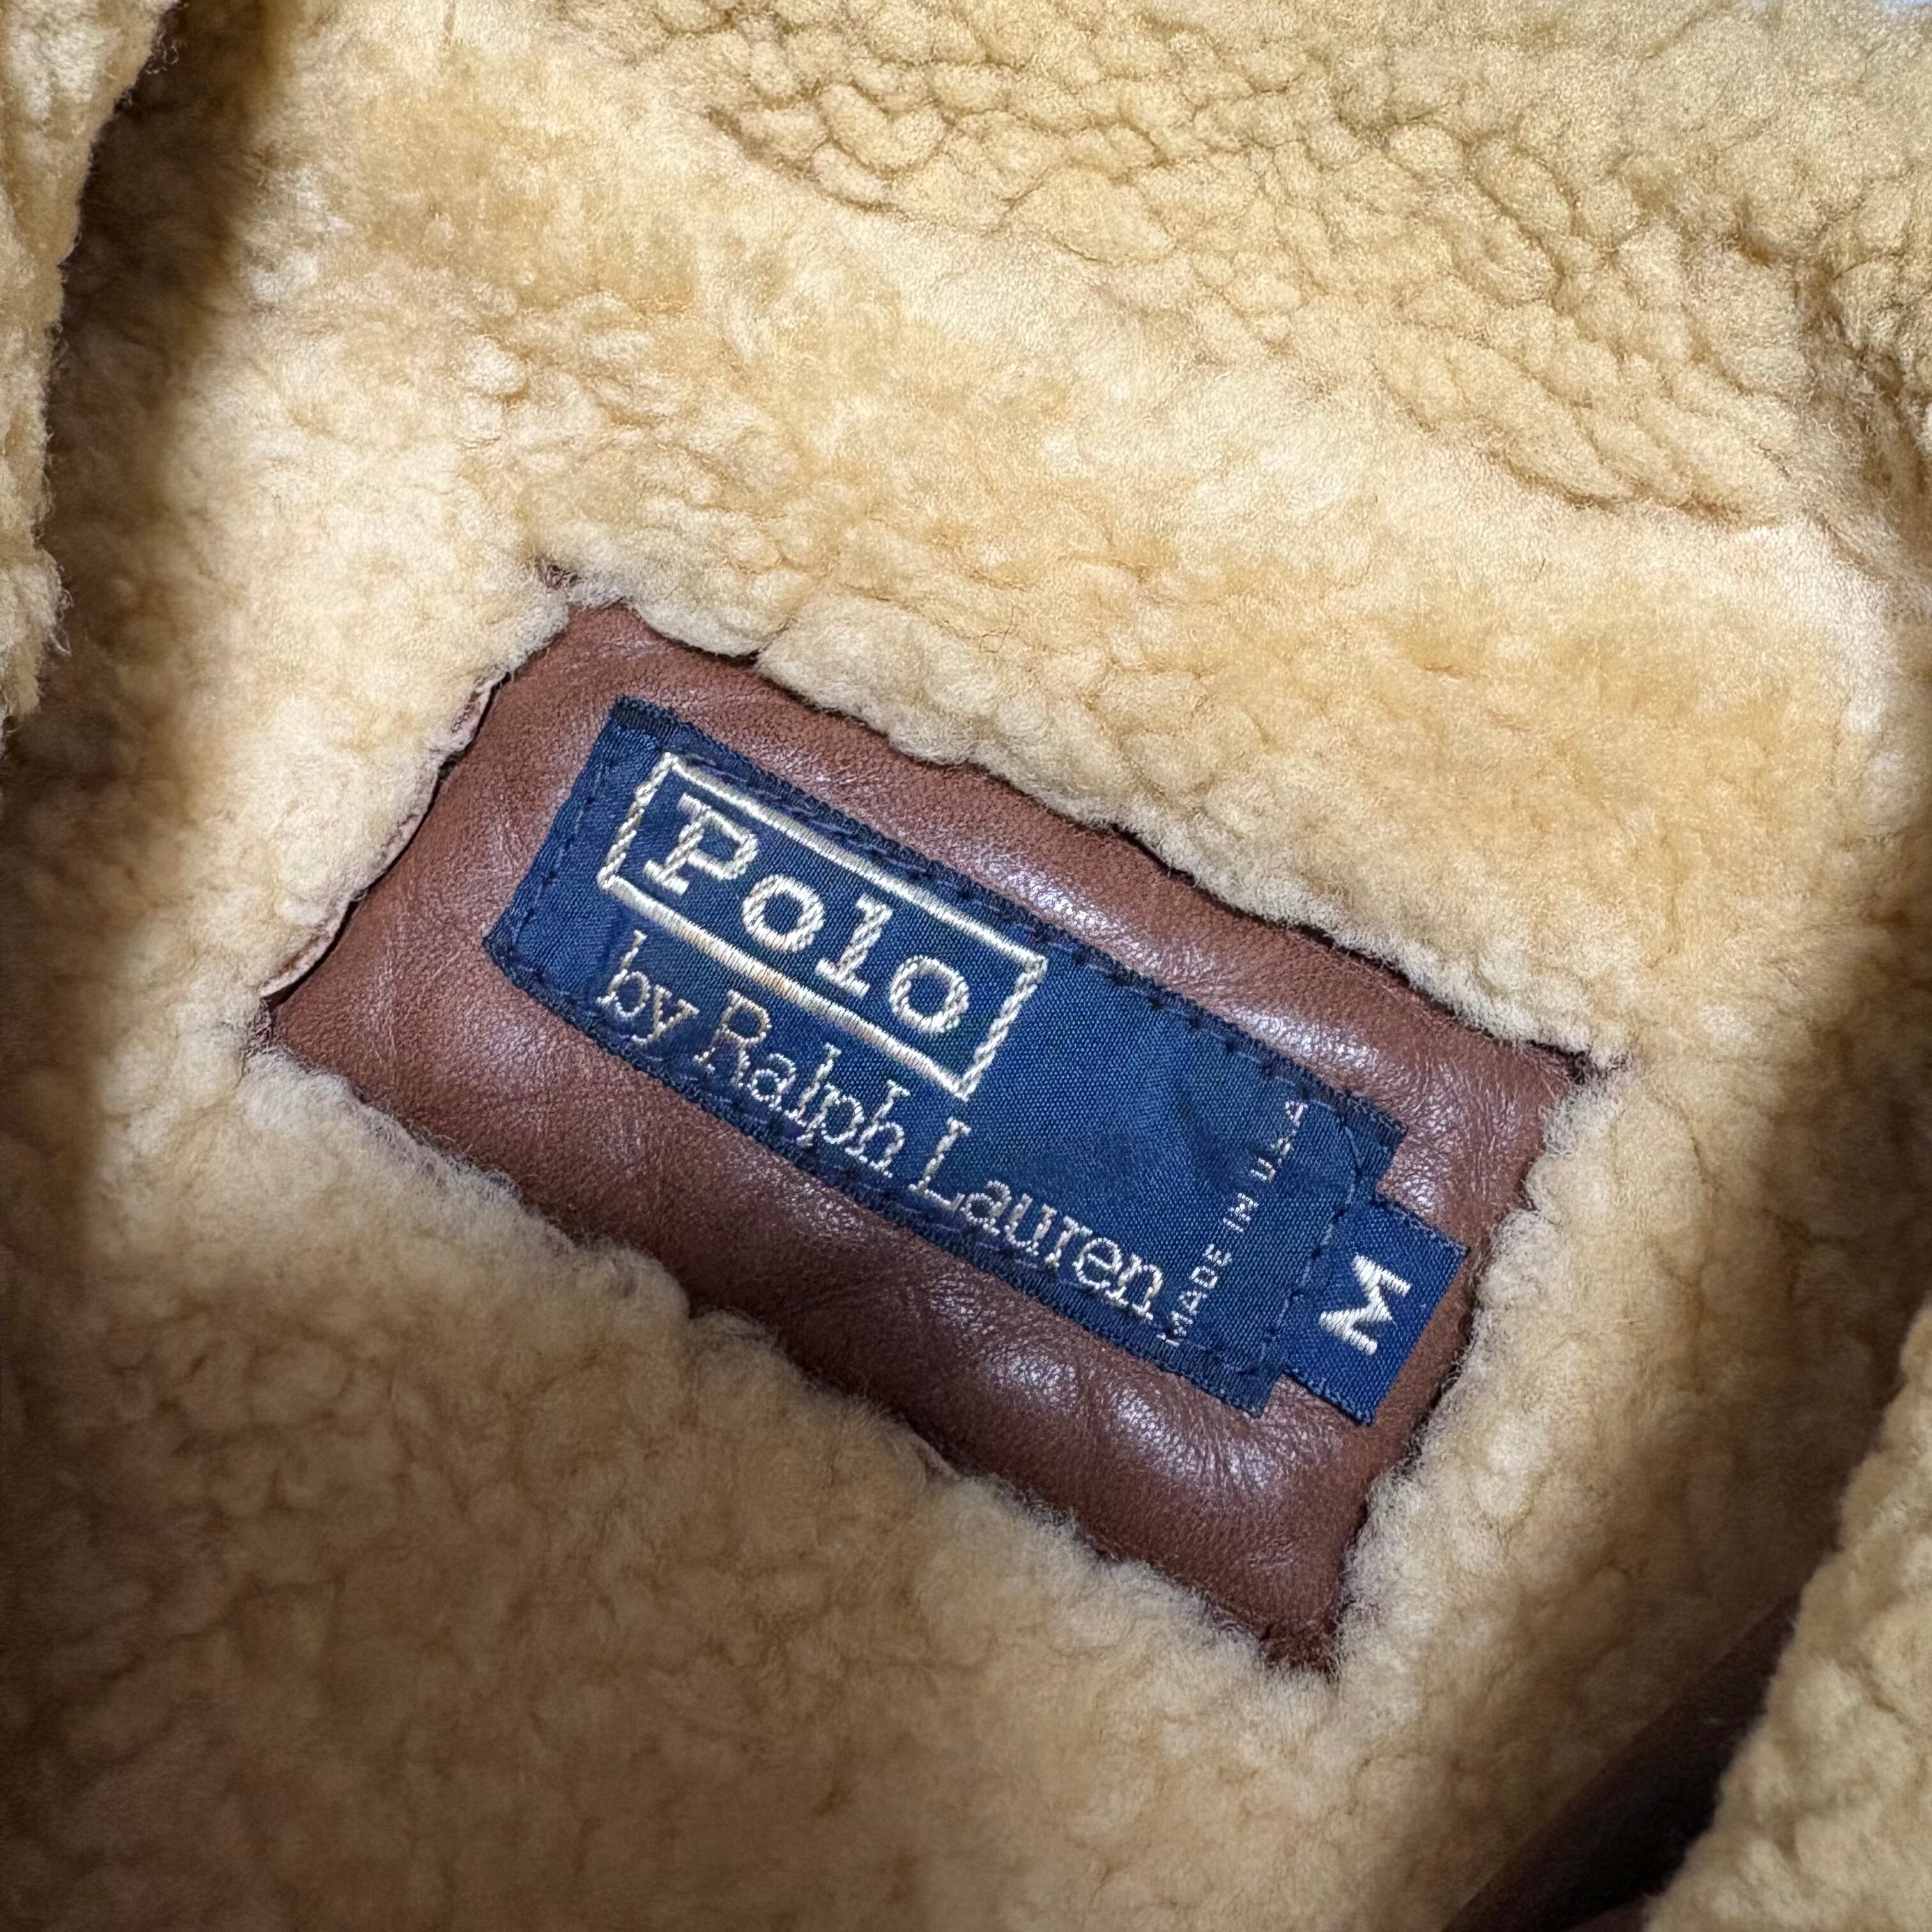 Polo
by Ralph Lauren
MADE IN U.S.A
M